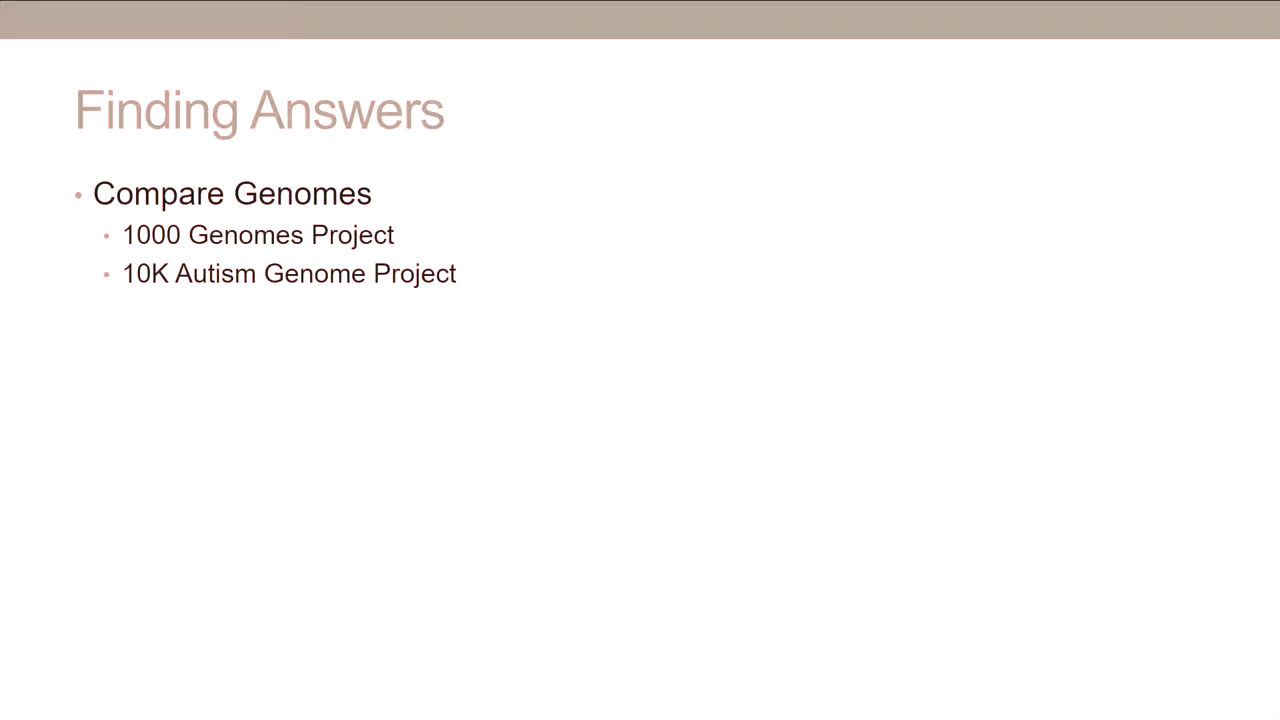 Finding Answers
• Compare Genomes
• 1000 Genomes Project
• 10K Autism Genome Project